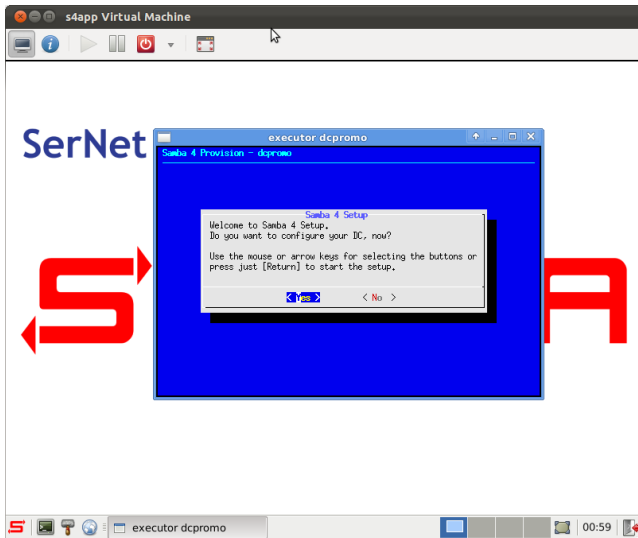 s4app Virtual Machine
SerNet
executor dcpromo
Samba 4 Provision - dcpromo
Samba 4 Setup
Welcome to Samba 4 Setup.
Do you want to configure your DC, now?
Use the mouse or arrow keys for selecting the buttons or
press just [Return] to start the setup.
< Yes > < No >
S A
executor dcpromo 00:59